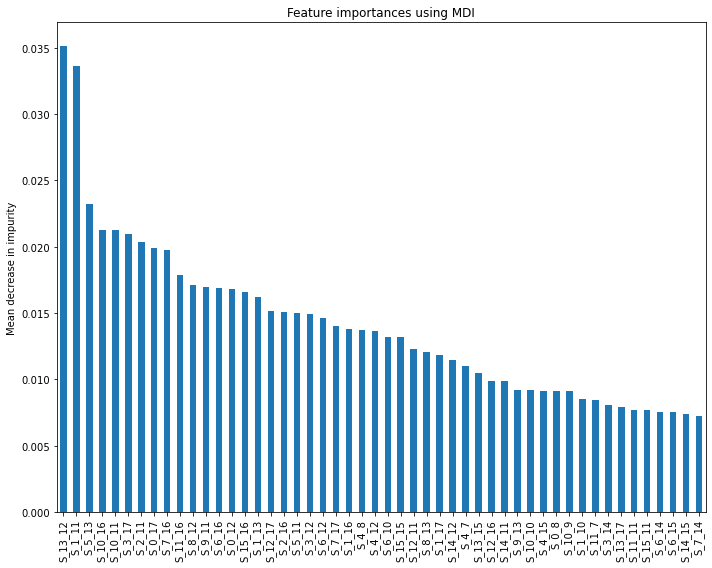 Feature importances using MDI
Mean decrease in impurity
0.035
0.030
0.025
0.020
0.015
0.010
0.005
0.000
S_13_12
S_1_11
S_5_13
S_10_16
S_10_11
S_3_17
S_2_11
S_0_17
S_7_16
S_11_16
S_8_12
S_9_11
S_6_16
S_0_12
S_15_16
S_1_13
S_12_17
S_2_16
S_5_11
S_3_12
S_6_12
S_7_17
S_1_16
S_4_8
S_4_12
S_6_10
S_15_15
S_12_11
S_8_13
S_1_17
S_14_12
S_4_7
S_13_15
S_12_16
S_14_11
S_9_13
S_10_10
S_4_15
S_0_8
S_10_9
S_1_10
S_11_7
S_3_14
S_13_17
S_11_11
S_15_11
S_6_14
S_6_15
S_14_15
S_7_14